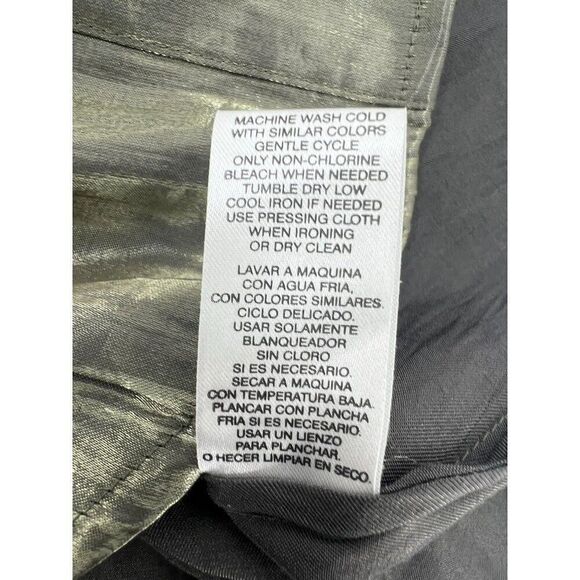 MACHINE WASH COLD
WITH SIMILAR COLORS
GENTLE CYCLE
ONLY NON-CHLORINE
BLEACH WHEN NEEDED
TUMBLE DRY LOW
COOL IRON IF NEEDED
USE PRESSING CLOTH
WHEN IRONING
OR DRY CLEAN
LAVAR A MAQUINA
CON AGUA FRIA,
CON COLORES SIMILARES.
CICLO DELICADO.
USAR SOLAMENTE
BLANQUEADOR
SIN CLORO
SI ES NECESARIO.
SECAR A MAQUINA
CON TEMPERATURA BAJA.
PLANCAR CON PLANCHA
FRIA SI ES NECESARIO.
USAR UN LIENZO
PARA PLANCHAR.
O HECER LIMPIAR EN SECO.